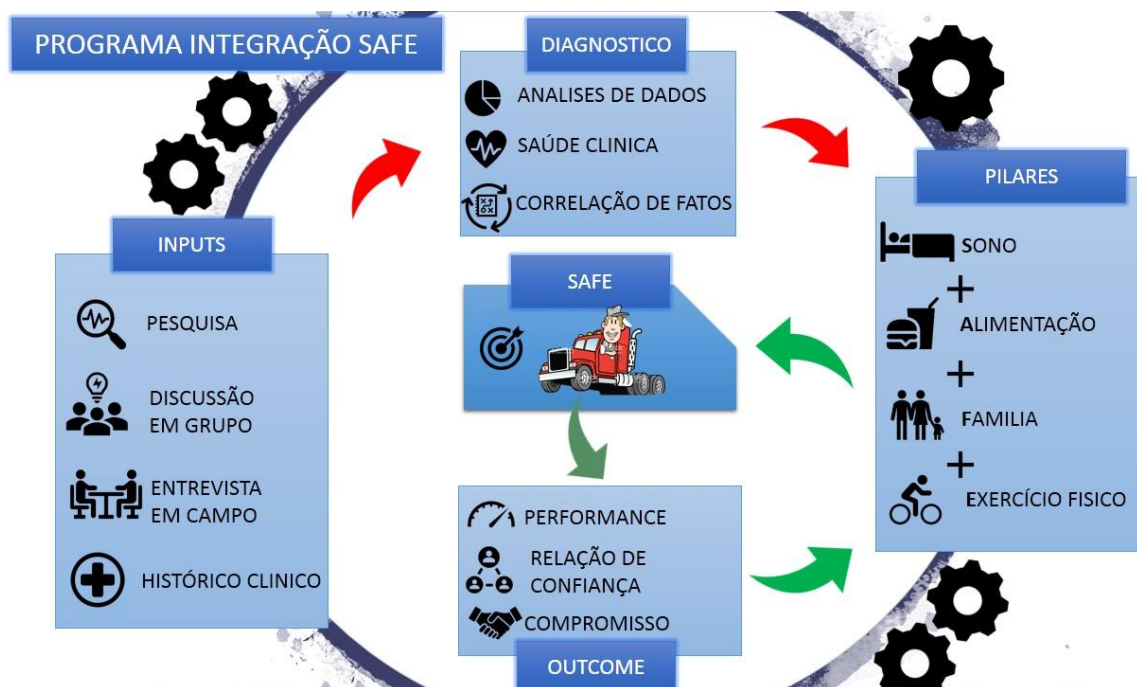 PROGRAMA INTEGRAÇÃO SAFE
INPUTS
PESQUISA
DISCUSSÃO
EM GRUPO
ENTREVISTA
EM CAMPO
HISTÓRICO CLINICO
DIAGNOSTICO
ANALISES DE DADOS
SAÚDE CLINICA
CORRELAÇÃO DE FATOS
PILARES
SONO
+
ALIMENTAÇÃO
+
FAMILIA
+
EXERCÍCIO FISICO
SAFE
PERFORMANCE
RELAÇÃO DE
CONFIANÇA
COMPROMISSO
OUTCOME